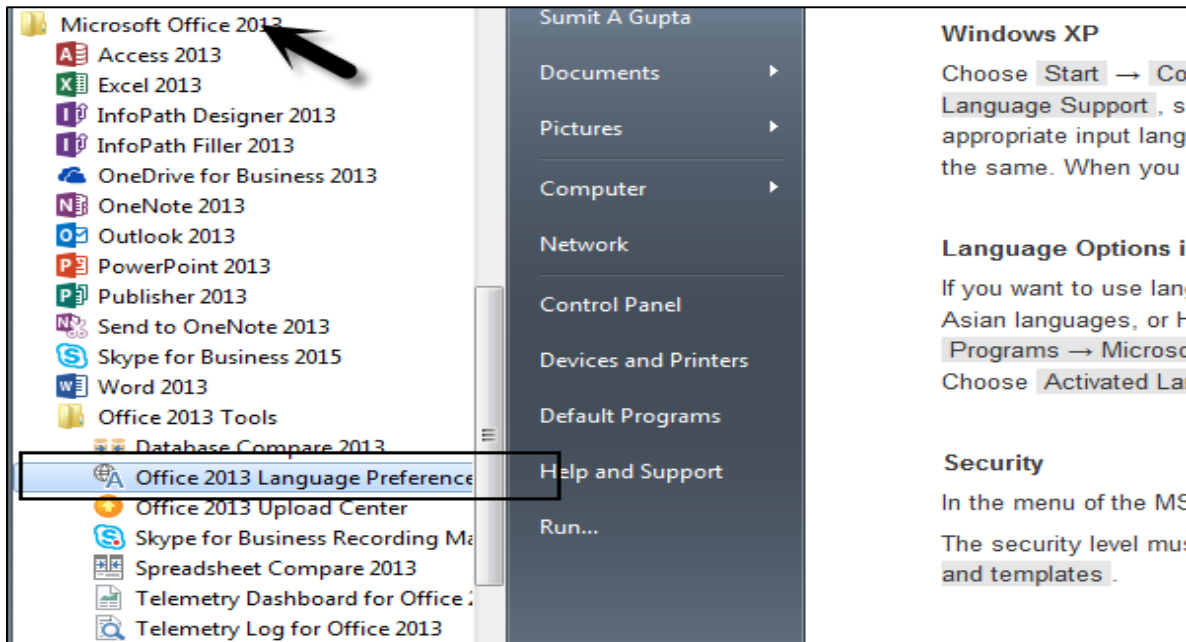 Microsoft Office 2013
Access 2013
Excel 2013
InfoPath Designer 2013
InfoPath Filler 2013
OneDrive for Business 2013
OneNote 2013
Outlook 2013
PowerPoint 2013
Publisher 2013
Send to OneNote 2013
Skype for Business 2015
Word 2013
Office 2013 Tools
Database Compare 2013
Office 2013 Language Preference
Office 2013 Upload Center
Skype for Business Recording Ma
Spreadsheet Compare 2013
Telemetry Dashboard for Office 2
Telemetry Log for Office 2013
Sumit A Gupta
Documents
Pictures
Computer
Network
Control Panel
Devices and Printers
Default Programs
Help and Support
Run...
Windows XP
Choose Start → Co
Language Support , s
appropriate input lang
the same. When you
Language Options i
If you want to use lan
Asian languages, or H
Programs → Microso
Choose Activated La
Security
In the menu of the MS
The security level mus
and templates .